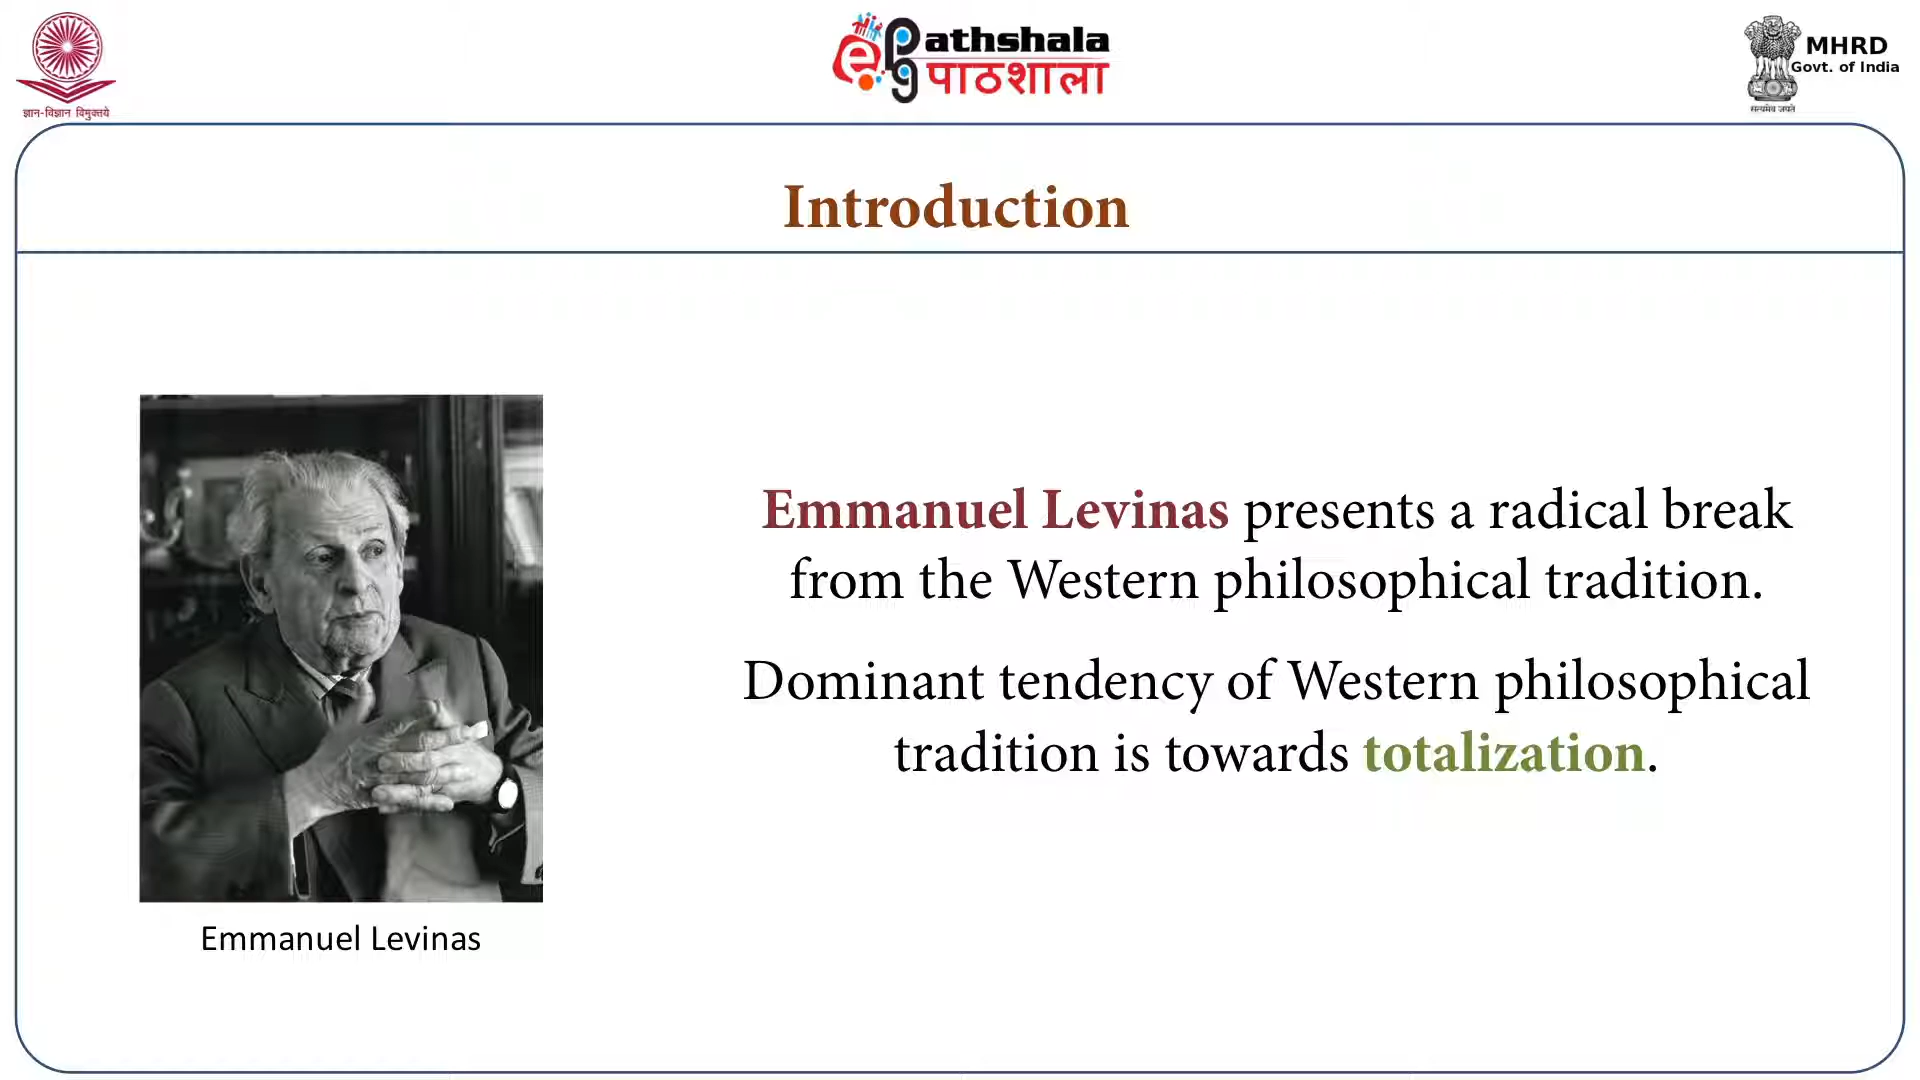 ज्ञान-विज्ञान विमुक्तये
Pathshala
पाठशाला
MHRD
Govt. of India
सत्यमेव जयते
Introduction
Emmanuel Levinas presents a radical break
from the Western philosophical tradition.
Dominant tendency of Western philosophical
tradition is towards totalization.
Emmanuel Levinas